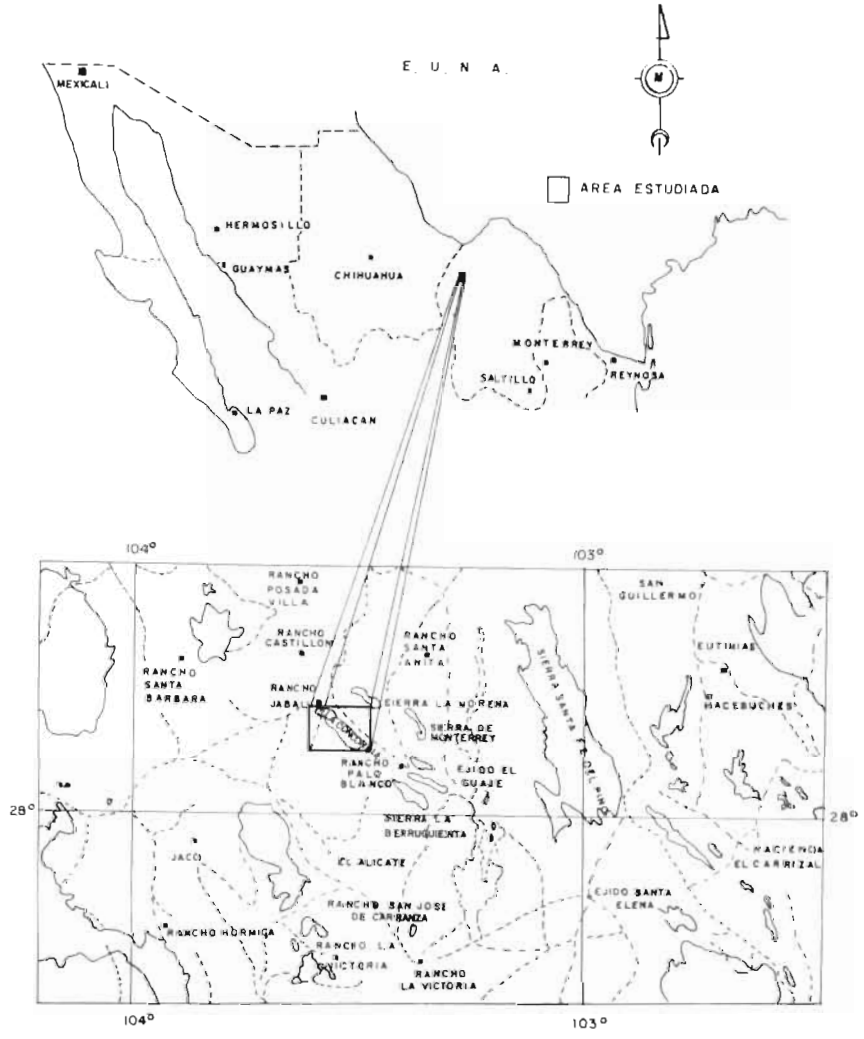 E. U. N. A.
M
MEXICALI
AREA ESTUDIADA
HERMOSILLO
GUAYMAS
CHIHUAHUA
MONTERREY
REYNOSA
SALTILLO
LA PAZ
CULIACAN
104°
103°
RANCHO
POSADA
VILLA
SAN
GUILLERMO
RANCHO
CASTILLON
RANCHO
SANTA
ANITA
EUTIMIAS
RANCHO
SANTA
BARBARA
SIERRA SANTA FE DEL PINO
RANCHO
JABALI
SIERRA LA MORENA
MACEBUCHES
SIERRA DE
MONTERREY
RANCHO
PALO
BLANCO
EJIDO EL
GUAJE
28°
28°
SIERRA LA
BERRUGUIENTA
JACO
HACIENDA
EL CARRIZAL
EL ALICATE
EJIDO SANTA
ELENA
RANCHO SAN JOSE
DE CARRANZA
RANCHO HORMIGA
RANCHO LA
VICTORIA
RANCHO
LA VICTORIA
104°
103°